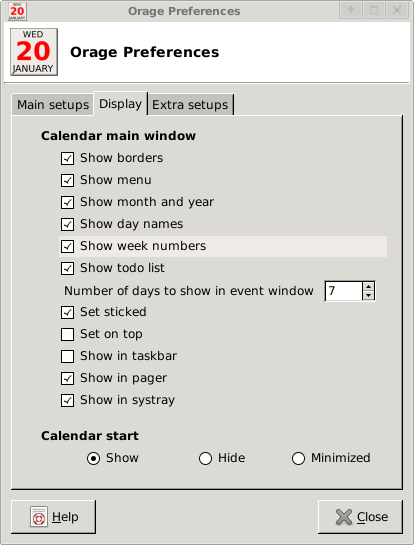 WED
20
JANUARY
Orage Preferences
WED
20
JANUARY
Orage Preferences
Main setups Display Extra setups
Calendar main window
Show borders
Show menu
Show month and year
Show day names
Show week numbers
Show todo list
Number of days to show in event window 7
Set sticked
Set on top
Show in taskbar
Show in pager
Show in systray
Calendar start
Show Hide Minimized
Help Close